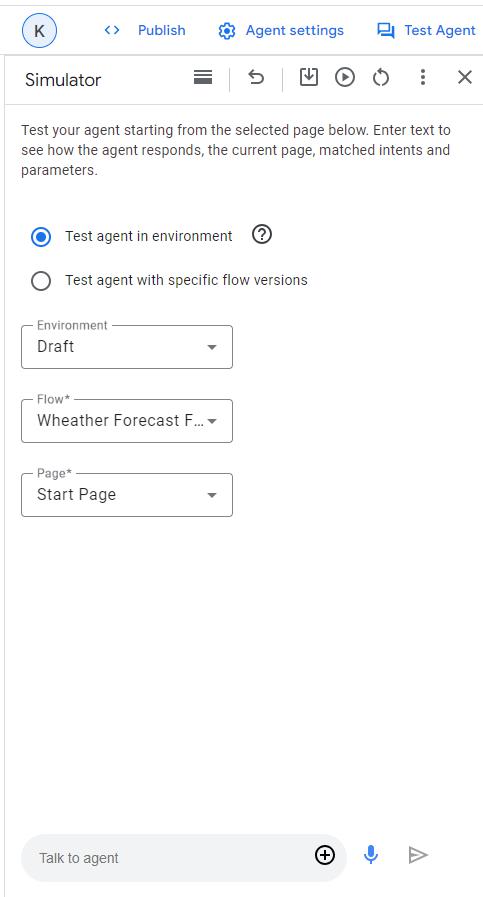 K
Publish
Agent settings
Test Agent
Simulator
Test your agent starting from the selected page below. Enter text to
see how the agent responds, the current page, matched intents and
parameters.
Test agent in environment
Test agent with specific flow versions
Environment
Draft
Flow*
Wheather Forecast F...
Page*
Start Page
Talk to agent